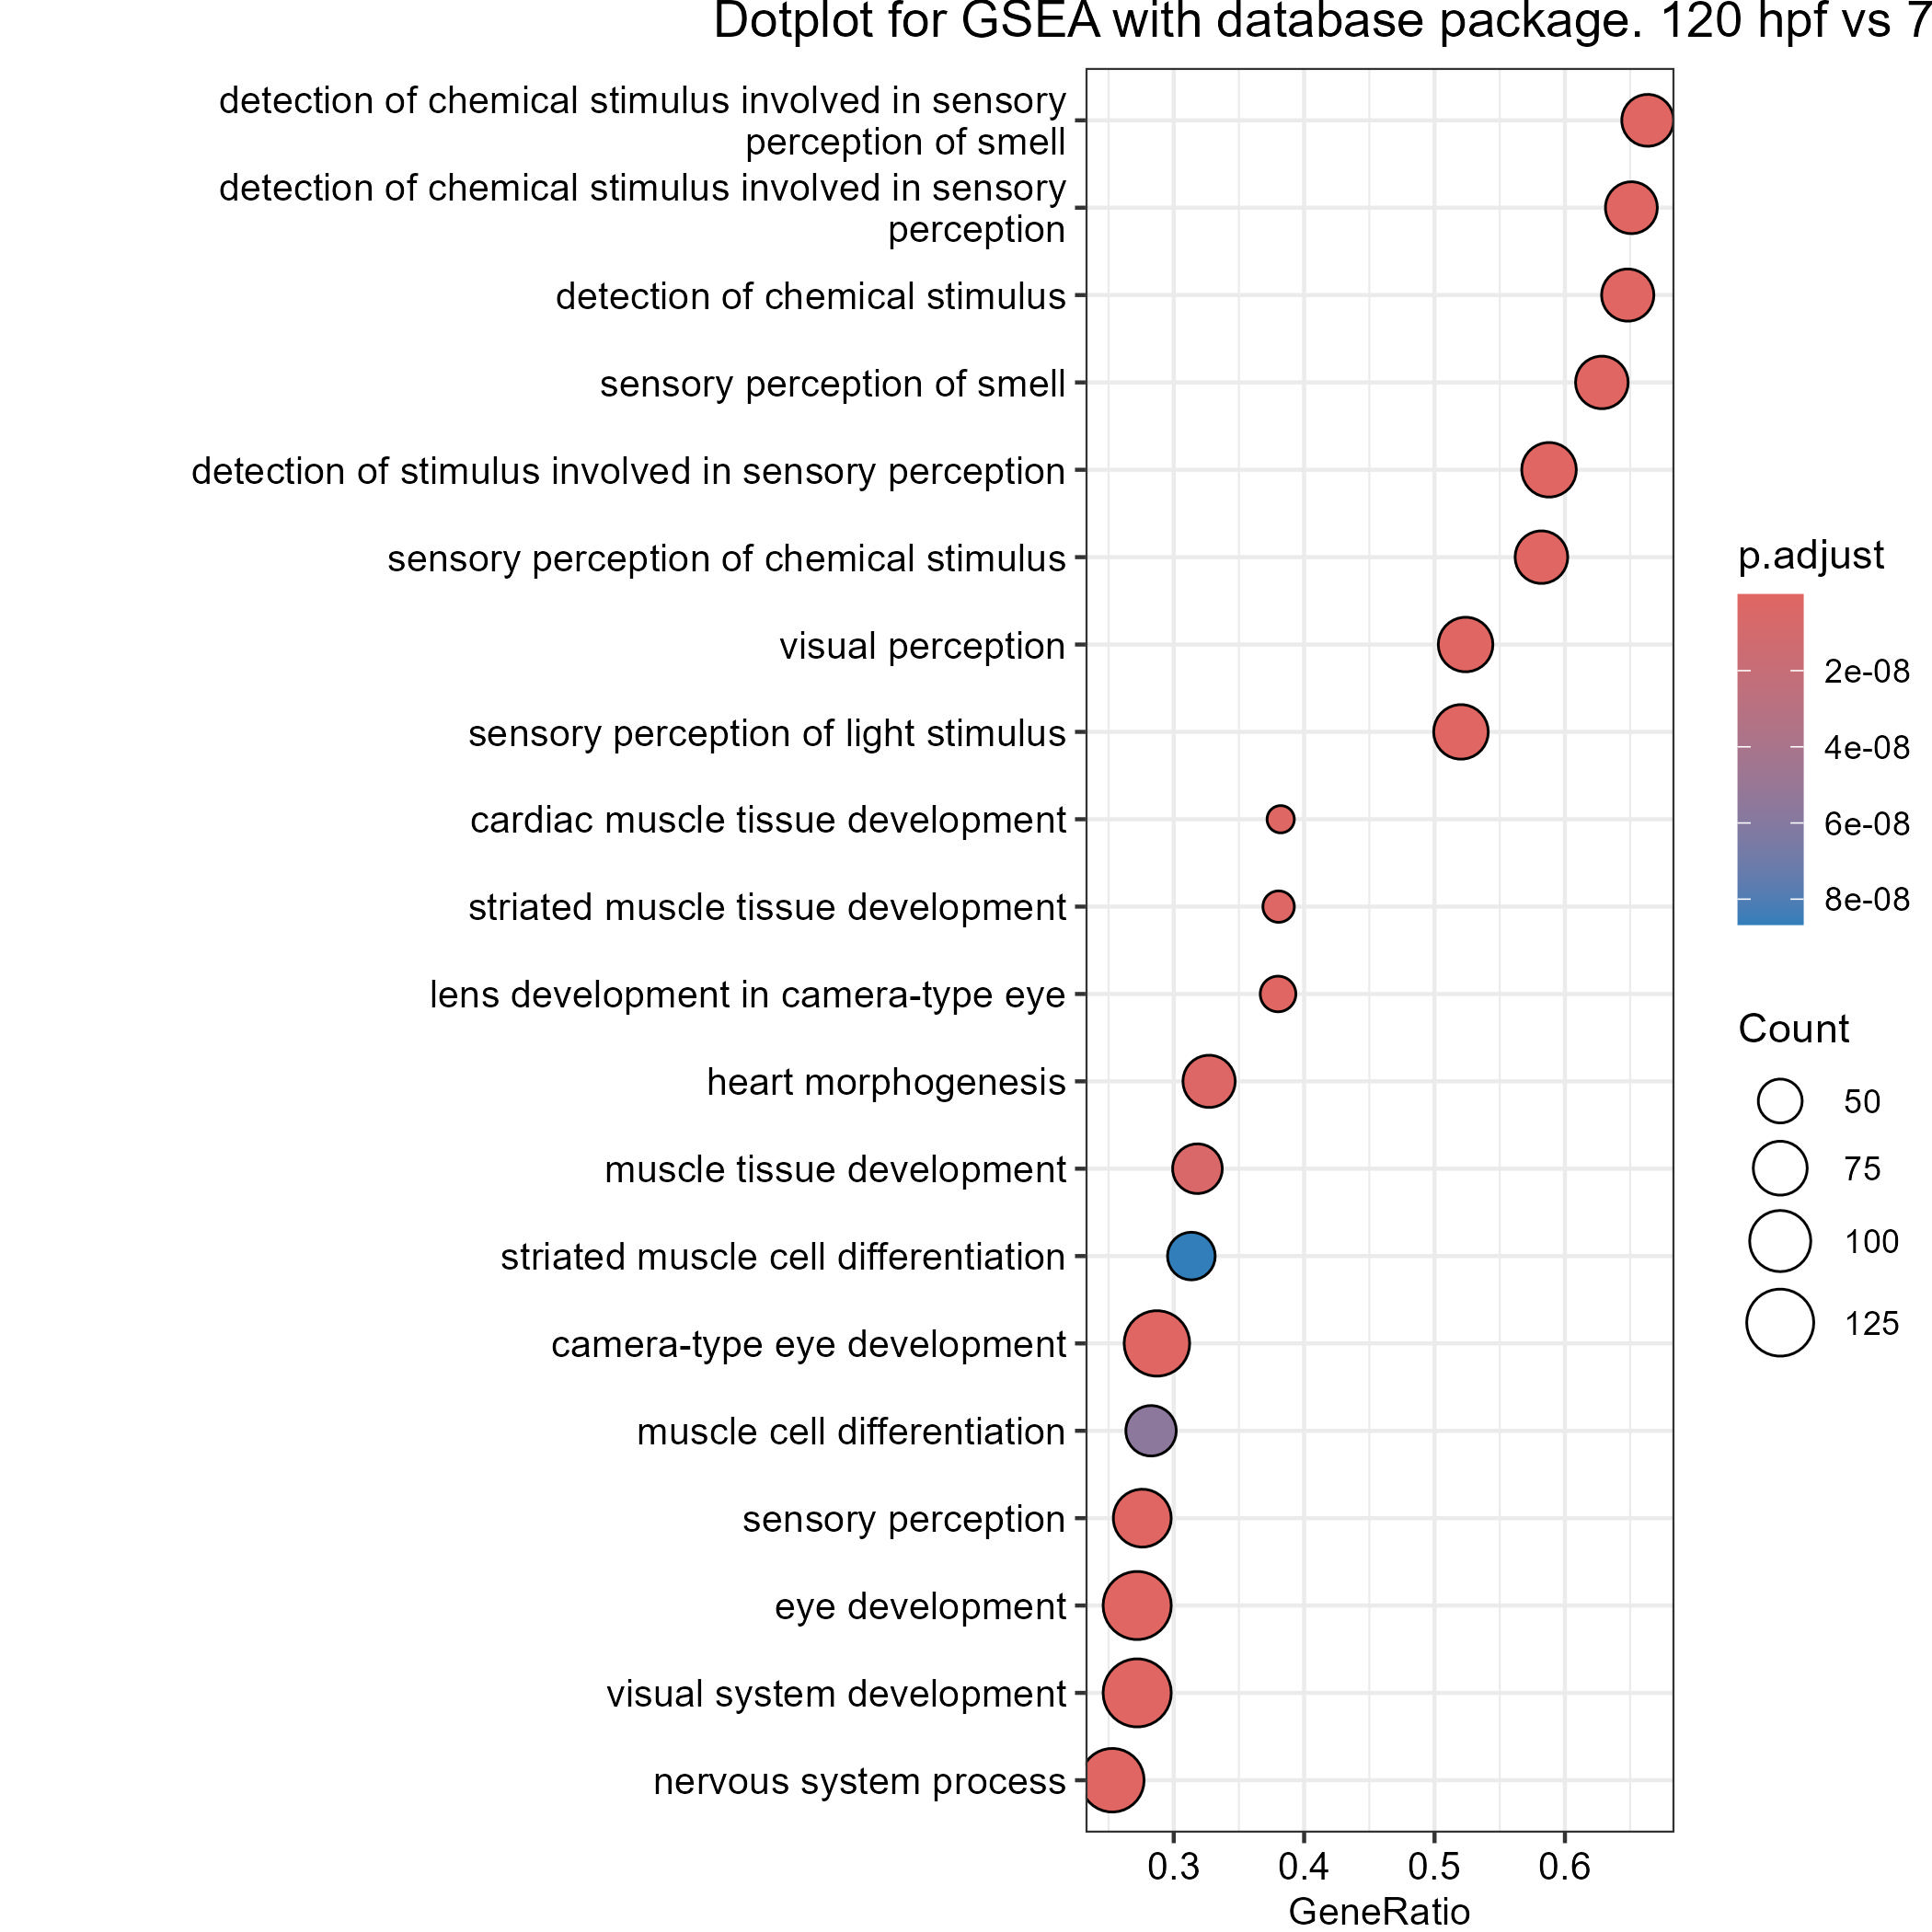 Dotplot for GSEA with database package. 120 hpf vs 7
detection of chemical stimulus involved in sensory
perception of smell
detection of chemical stimulus involved in sensory
perception
detection of chemical stimulus
sensory perception of smell
detection of stimulus involved in sensory perception
sensory perception of chemical stimulus
visual perception
sensory perception of light stimulus
cardiac muscle tissue development
striated muscle tissue development
lens development in camera-type eye
heart morphogenesis
muscle tissue development
striated muscle cell differentiation
camera-type eye development
muscle cell differentiation
sensory perception
eye development
visual system development
nervous system process
0.3 0.4 0.5 0.6
GeneRatio
p.adjust
2e-08
4e-08
6e-08
8e-08
Count
50
75
100
125